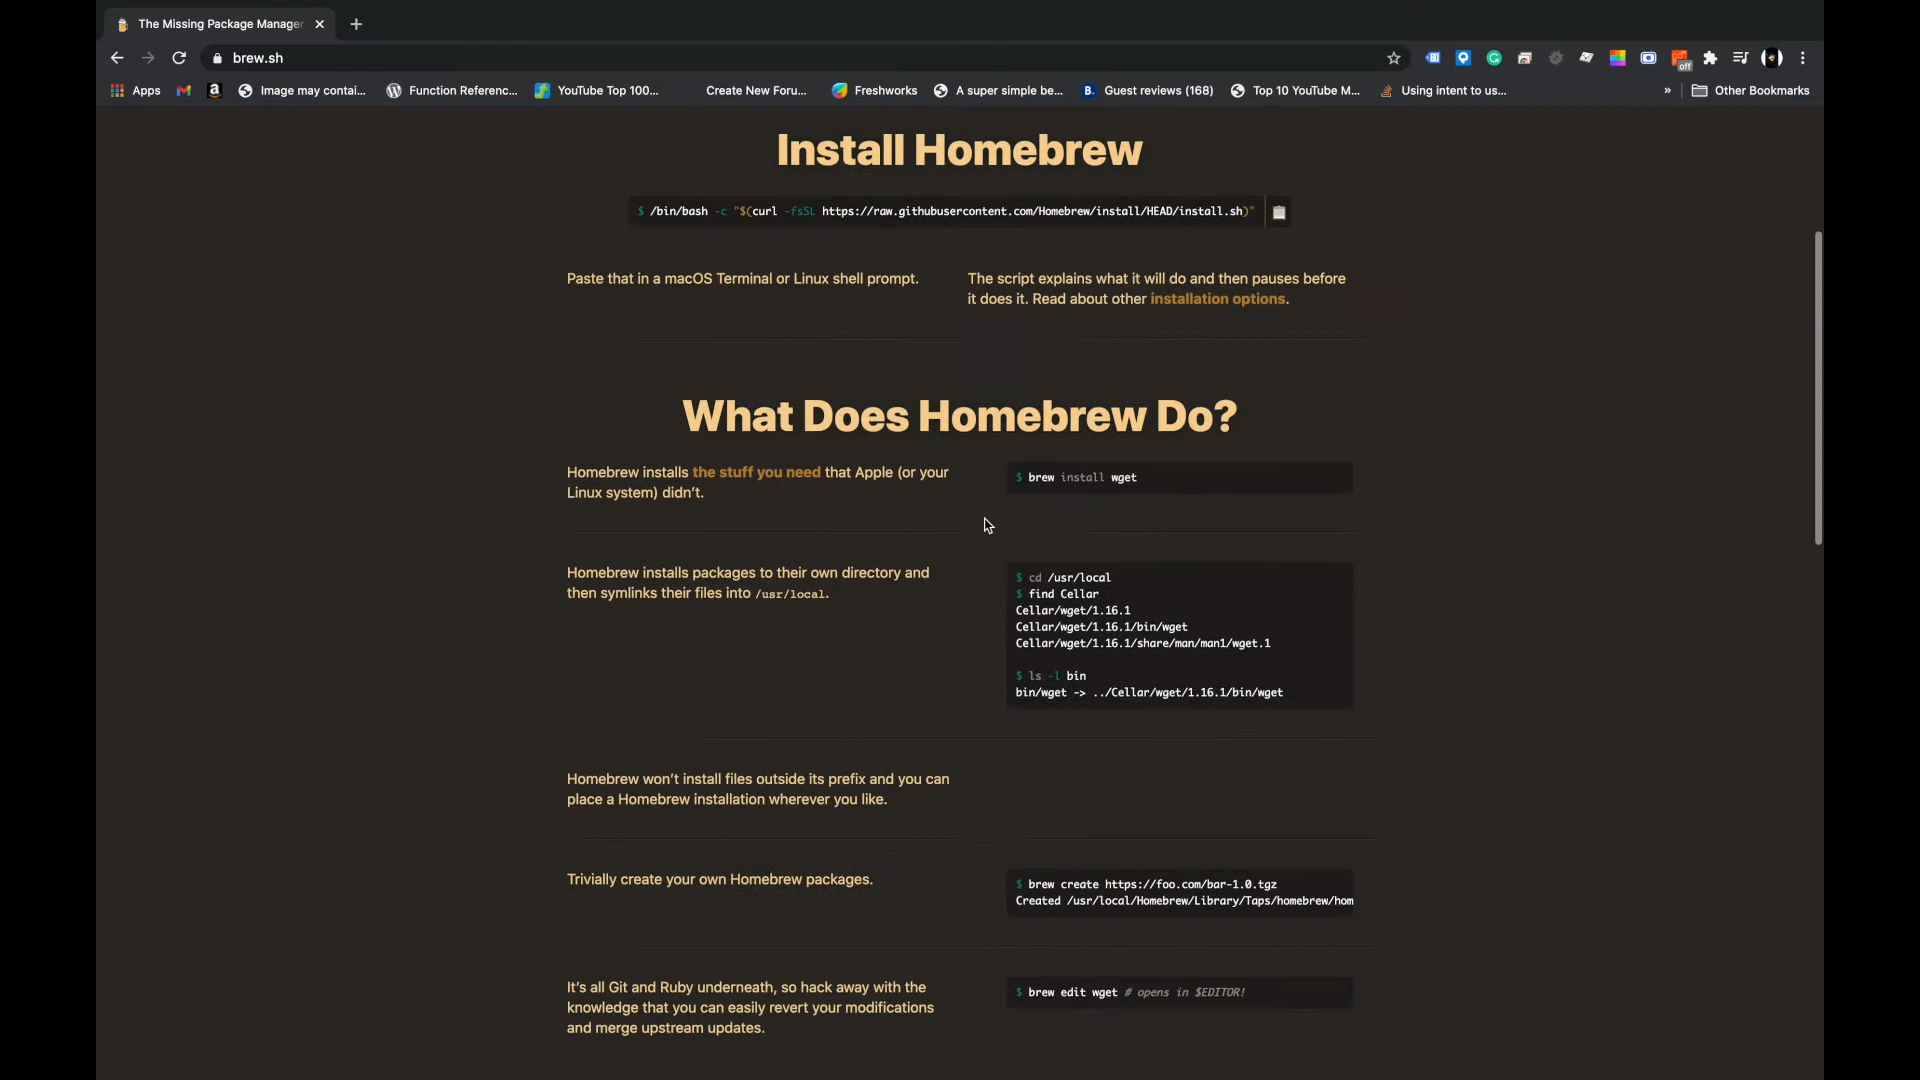 The Missing Package Manager
brew.sh
off
Apps
Image may contai...
Function Referenc...
YouTube Top 100...
Create New Foru...
Freshworks
A super simple be...
B. Guest reviews (168)
Top 10 YouTube M...
Using intent to us...
» Other Bookmarks
Install Homebrew
$ /bin/bash -c "$(curl -fsSL https://raw.githubusercontent.com/Homebrew/install/HEAD/install.sh)"
Paste that in a macOS Terminal or Linux shell prompt.
The script explains what it will do and then pauses before
it does it. Read about other installation options.
What Does Homebrew Do?
Homebrew installs the stuff you need that Apple (or your
Linux system) didn’t.
$ brew install wget
Homebrew installs packages to their own directory and
then symlinks their files into /usr/local.
$ cd /usr/local
$ find Cellar
Cellar/wget/1.16.1
Cellar/wget/1.16.1/bin/wget
Cellar/wget/1.16.1/share/man/man1/wget.1
$ ls -l bin
bin/wget -> ../Cellar/wget/1.16.1/bin/wget
Homebrew won’t install files outside its prefix and you can
place a Homebrew installation wherever you like.
Trivially create your own Homebrew packages.
$ brew create https://foo.com/bar-1.0.tgz
Created /usr/local/Homebrew/Library/Taps/homebrew/hom
It’s all Git and Ruby underneath, so hack away with the
knowledge that you can easily revert your modifications
and merge upstream updates.
$ brew edit wget # opens in $EDITOR!